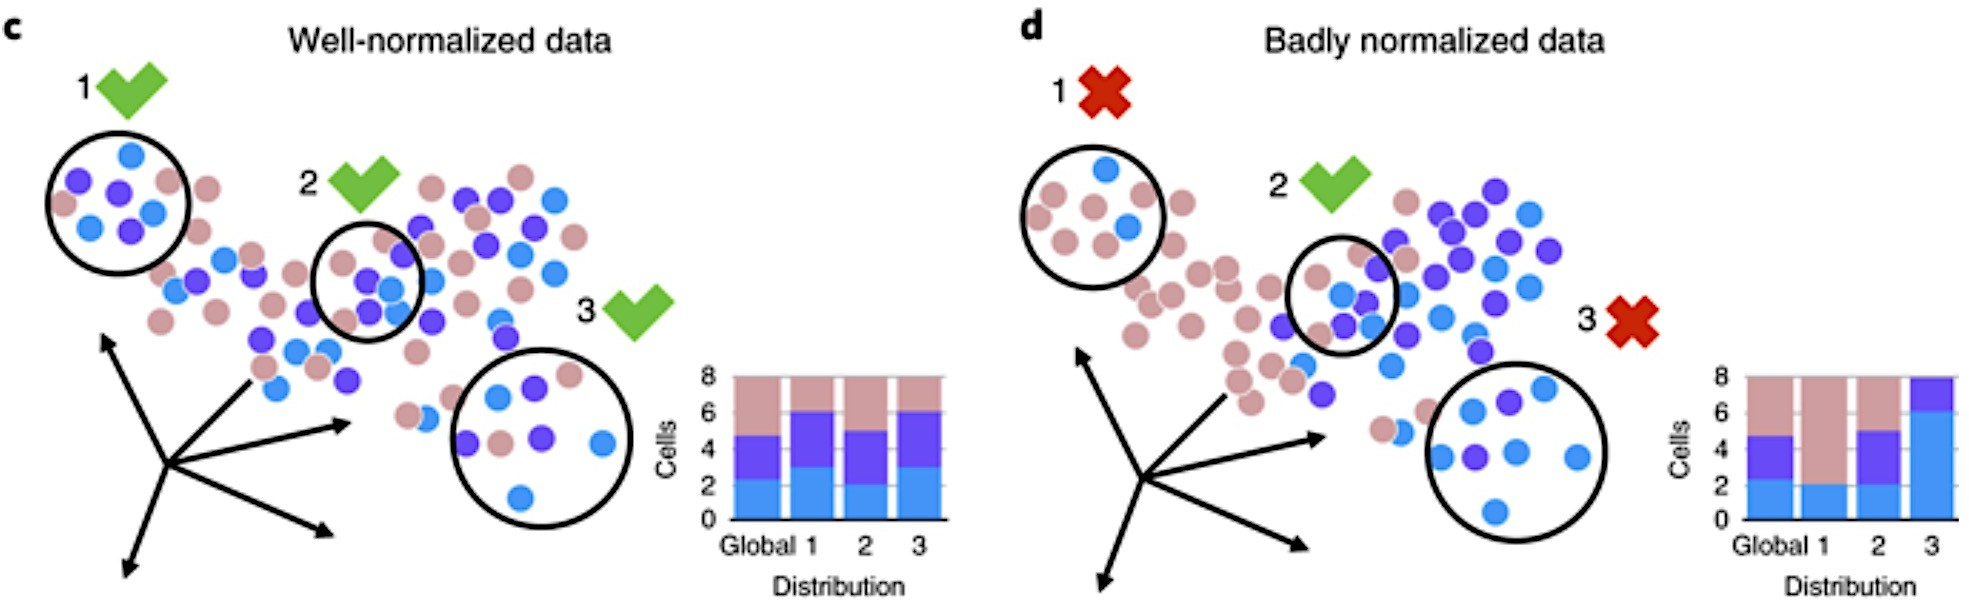 c
Well-normalized data
1
2
3
Cells
8
6
4
2
0
Global 1 2 3
Distribution
d
Badly normalized data
1
2
3
Cells
8
6
4
2
0
Global 1 2 3
Distribution